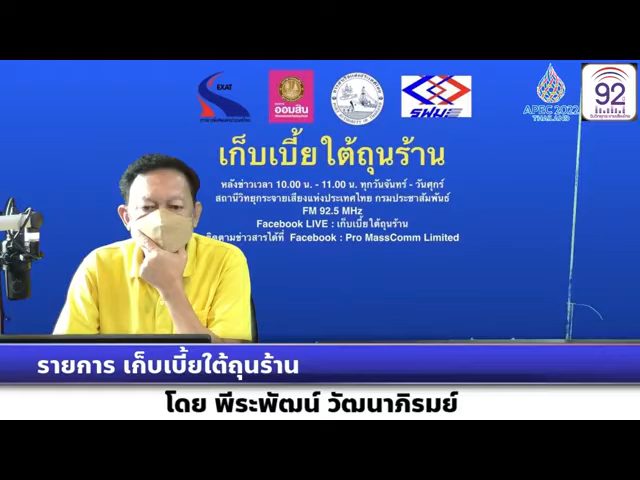 EXAT
ออมสิน
รฟม
APEC 2022
THAILAND
92
เก็บเบี้ย ใต้ถุนร้าน
หลังข่าวเวลา 10.00 น. - 11.00 น. ทุกวันจันทร์ - วันศุกร์
สถานีวิทยุกระจายเสียงแห่งประเทศไทย กรมประชาสัมพันธ์
FM 92.5 MHz
Facebook LIVE : เก็บเบี้ยใต้ถุนร้าน
ติดตามข่าวสารได้ที่ Facebook : Pro MassComm Limited
รายการ เก็บเบี้ยใต้ถุนร้าน
โดย พีระพัฒน์ วัฒนาภิรมย์